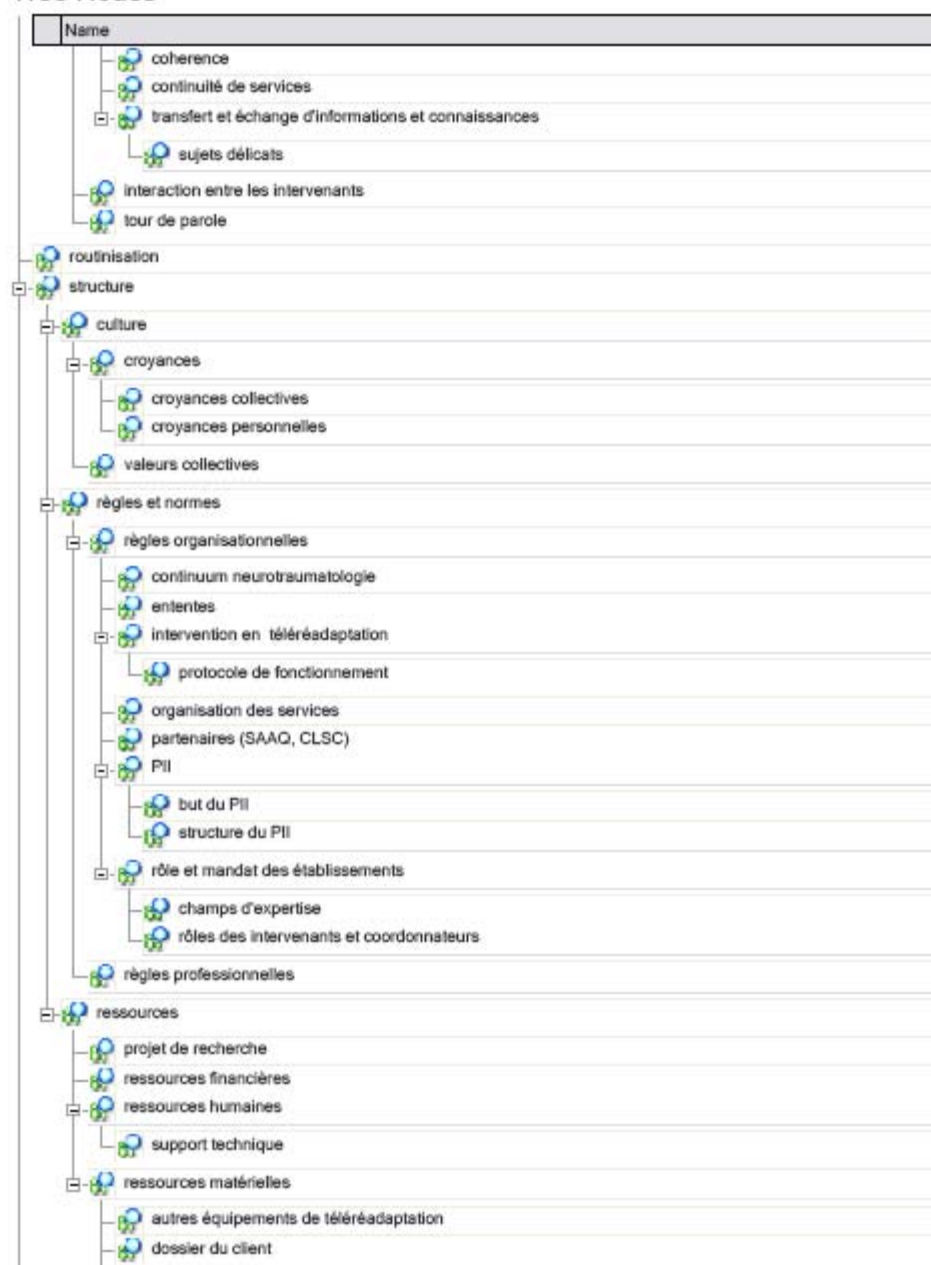 Name
coherence
continuité de services
transfert et échange d'informations et connaissances
sujets délicats
interaction entre les intervenants
tour de parole
routinisation
structure
culture
croyances
croyances collectives
croyances personnelles
valeurs collectives
règles et normes
règles organisationnelles
continuum neurotraumatologie
ententes
intervention en téléréadaptation
protocole de fonctionnement
organisation des services
partenaires (SAAQ, CLSC)
PII
but du PII
structure du PII
rôle et mandat des établissements
champs d'expertise
rôles des intervenants et coordonnateurs
règles professionnelles
ressources
projet de recherche
ressources financières
ressources humaines
support technique
ressources matérielles
autres équipements de téléréadaptation
dossier du client